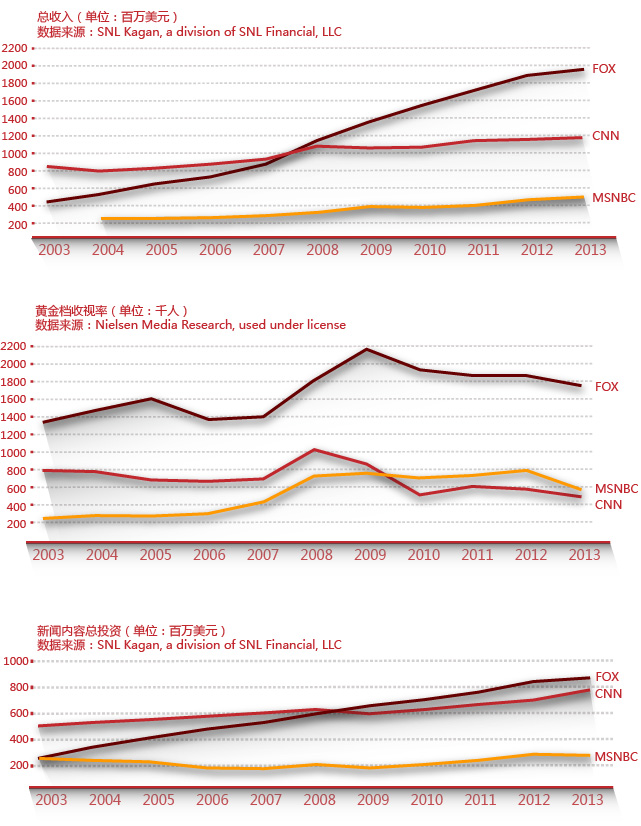 总收入（单位：百万美元）
数据来源：SNL Kagan, a division of SNL Financial, LLC
2200
2000
1800
1600
1400
1200
1000
800
600
400
200
FOX
CNN
MSNBC
2003 2004 2005 2006 2007 2008 2009 2010 2011 2012 2013
黄金档收视率（单位：千人）
数据来源：Nielsen Media Research, used under license
2200
2000
1800
1600
1400
1200
1000
800
600
400
200
FOX
MSNBC
CNN
2003 2004 2005 2006 2007 2008 2009 2010 2011 2012 2013
新闻内容总投资（单位：百万美元）
数据来源：SNL Kagan, a division of SNL Financial, LLC
1000
800
600
400
200
FOX
CNN
MSNBC
2003 2004 2005 2006 2007 2008 2009 2010 2011 2012 2013